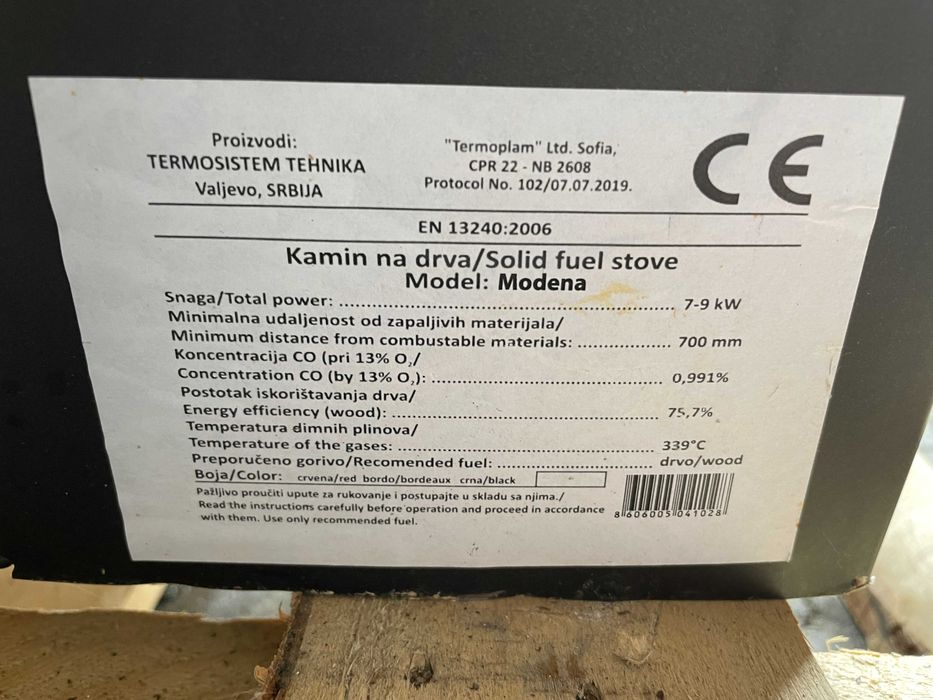 Proizvodi:
TERMOSISTEM TEHNIKA
Valjevo, SRBIJA
"Termoplam" Ltd. Sofia,
CPR 22 - NB 2608
Protocol No. 102/07.07.2019.
CE
EN 13240:2006
Kamin na drva/Solid fuel stove
Model: Modena
Snaga/Total power: ........................................................ 7-9 kW
Minimalna udaljenost od zapaljivih materijala/
Minimum distance from combustable materials: .................. 700 mm
Koncentracija CO (pri 13% O₂/
Concentration CO (by 13% O₂): ............................................ 0,991%
Postotak iskorištavanja drva/
Energy efficiency (wood): .................................................. 75,7%
Temperatura dimnih plinova/
Temperature of the gases: .................................................. 339°C
Preporučeno gorivo/Recomended fuel: .............................. drvo/wood
Boja/Color: crvena/red bordo/bordeaux crna/black
Pažljivo proučiti upute za rukovanje i postupajte u skladu sa njima./
Read the instructions carefully before operation and proceed in accordance
with them. Use only recommended fuel.
8 606005 041028